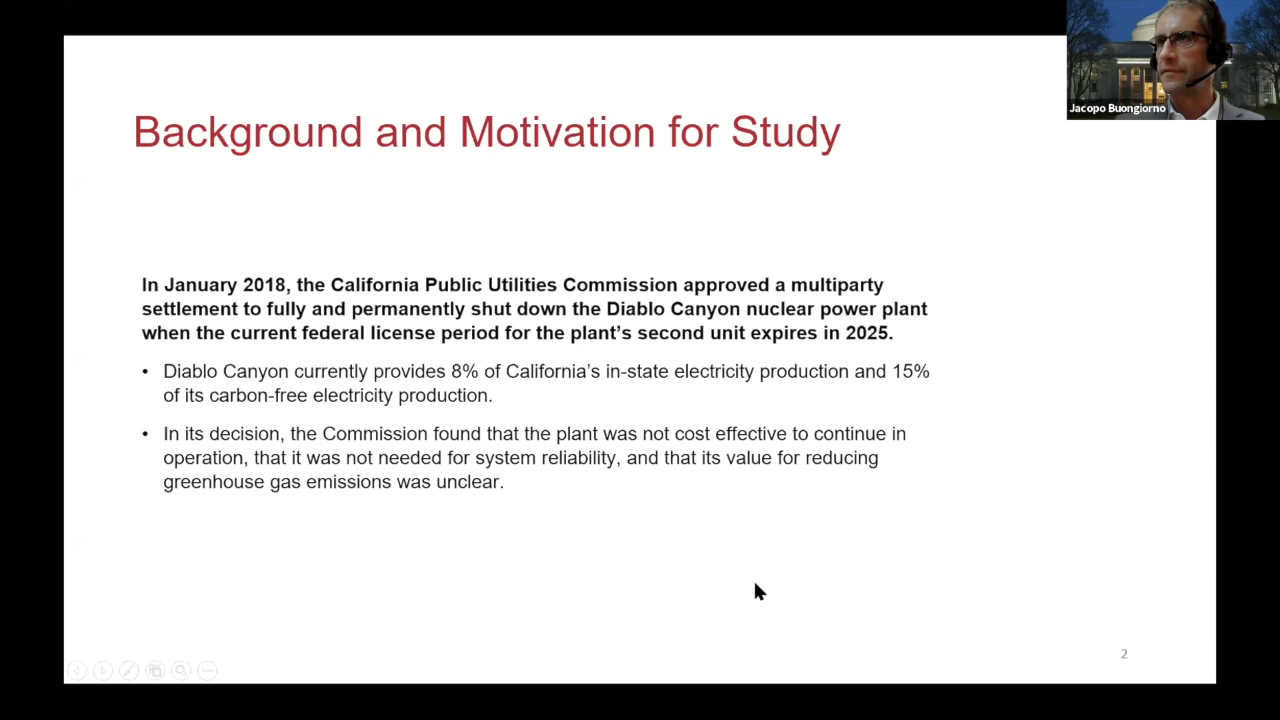 Jacopo Buongiorno
Background and Motivation for Study
In January 2018, the California Public Utilities Commission approved a multiparty
settlement to fully and permanently shut down the Diablo Canyon nuclear power plant
when the current federal license period for the plant's second unit expires in 2025.
• Diablo Canyon currently provides 8% of California's in-state electricity production and 15%
of its carbon-free electricity production.
• In its decision, the Commission found that the plant was not cost effective to continue in
operation, that it was not needed for system reliability, and that its value for reducing
greenhouse gas emissions was unclear.
2